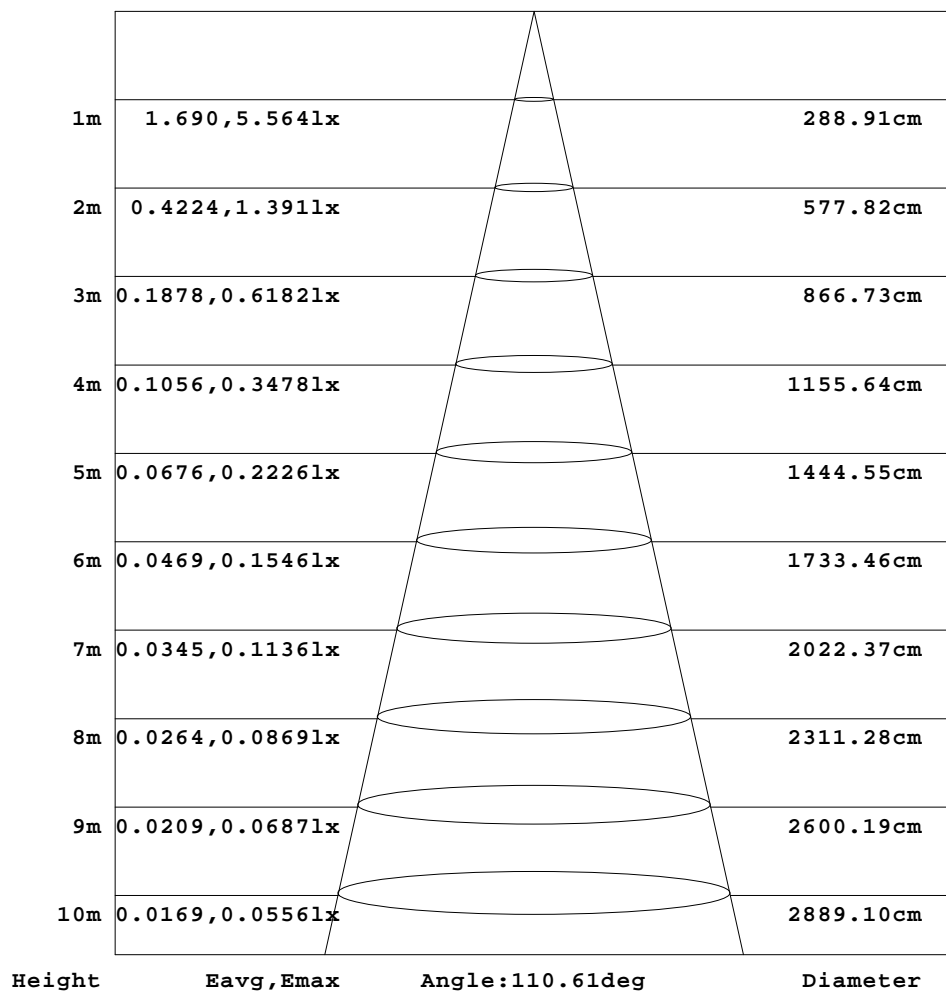 1m 1.690,5.564lx 288.91cm
2m 0.4224,1.391lx 577.82cm
3m 0.1878,0.6182lx 866.73cm
4m 0.1056,0.3478lx 1155.64cm
5m 0.0676,0.2226lx 1444.55cm
6m 0.0469,0.1546lx 1733.46cm
7m 0.0345,0.1136lx 2022.37cm
8m 0.0264,0.0869lx 2311.28cm
9m 0.0209,0.0687lx 2600.19cm
10m 0.0169,0.0556lx 2889.10cm
Height Eavg,Emax Angle:110.61deg Diameter